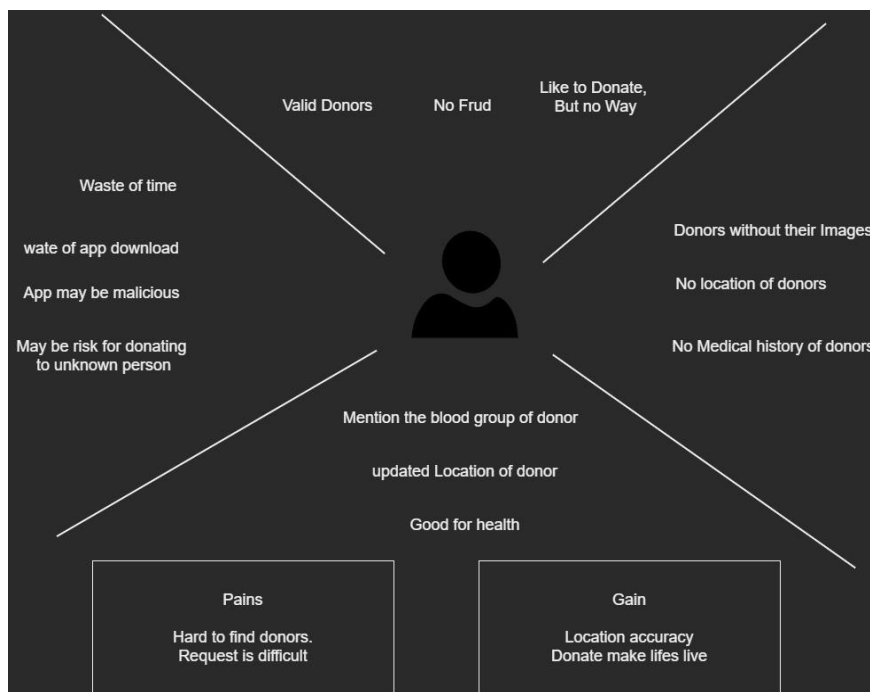 Valid Donors
No Frud
Like to Donate,
But no Way
Waste of time
wate of app download
App may be malicious
May be risk for donating
to unknown person
Donors without their Images
No location of donors
No Medical history of donors
Mention the blood group of donor
updated Location of donor
Good for health
Pains
Hard to find donors.
Request is difficult
Gain
Location accuracy
Donate make lifes live